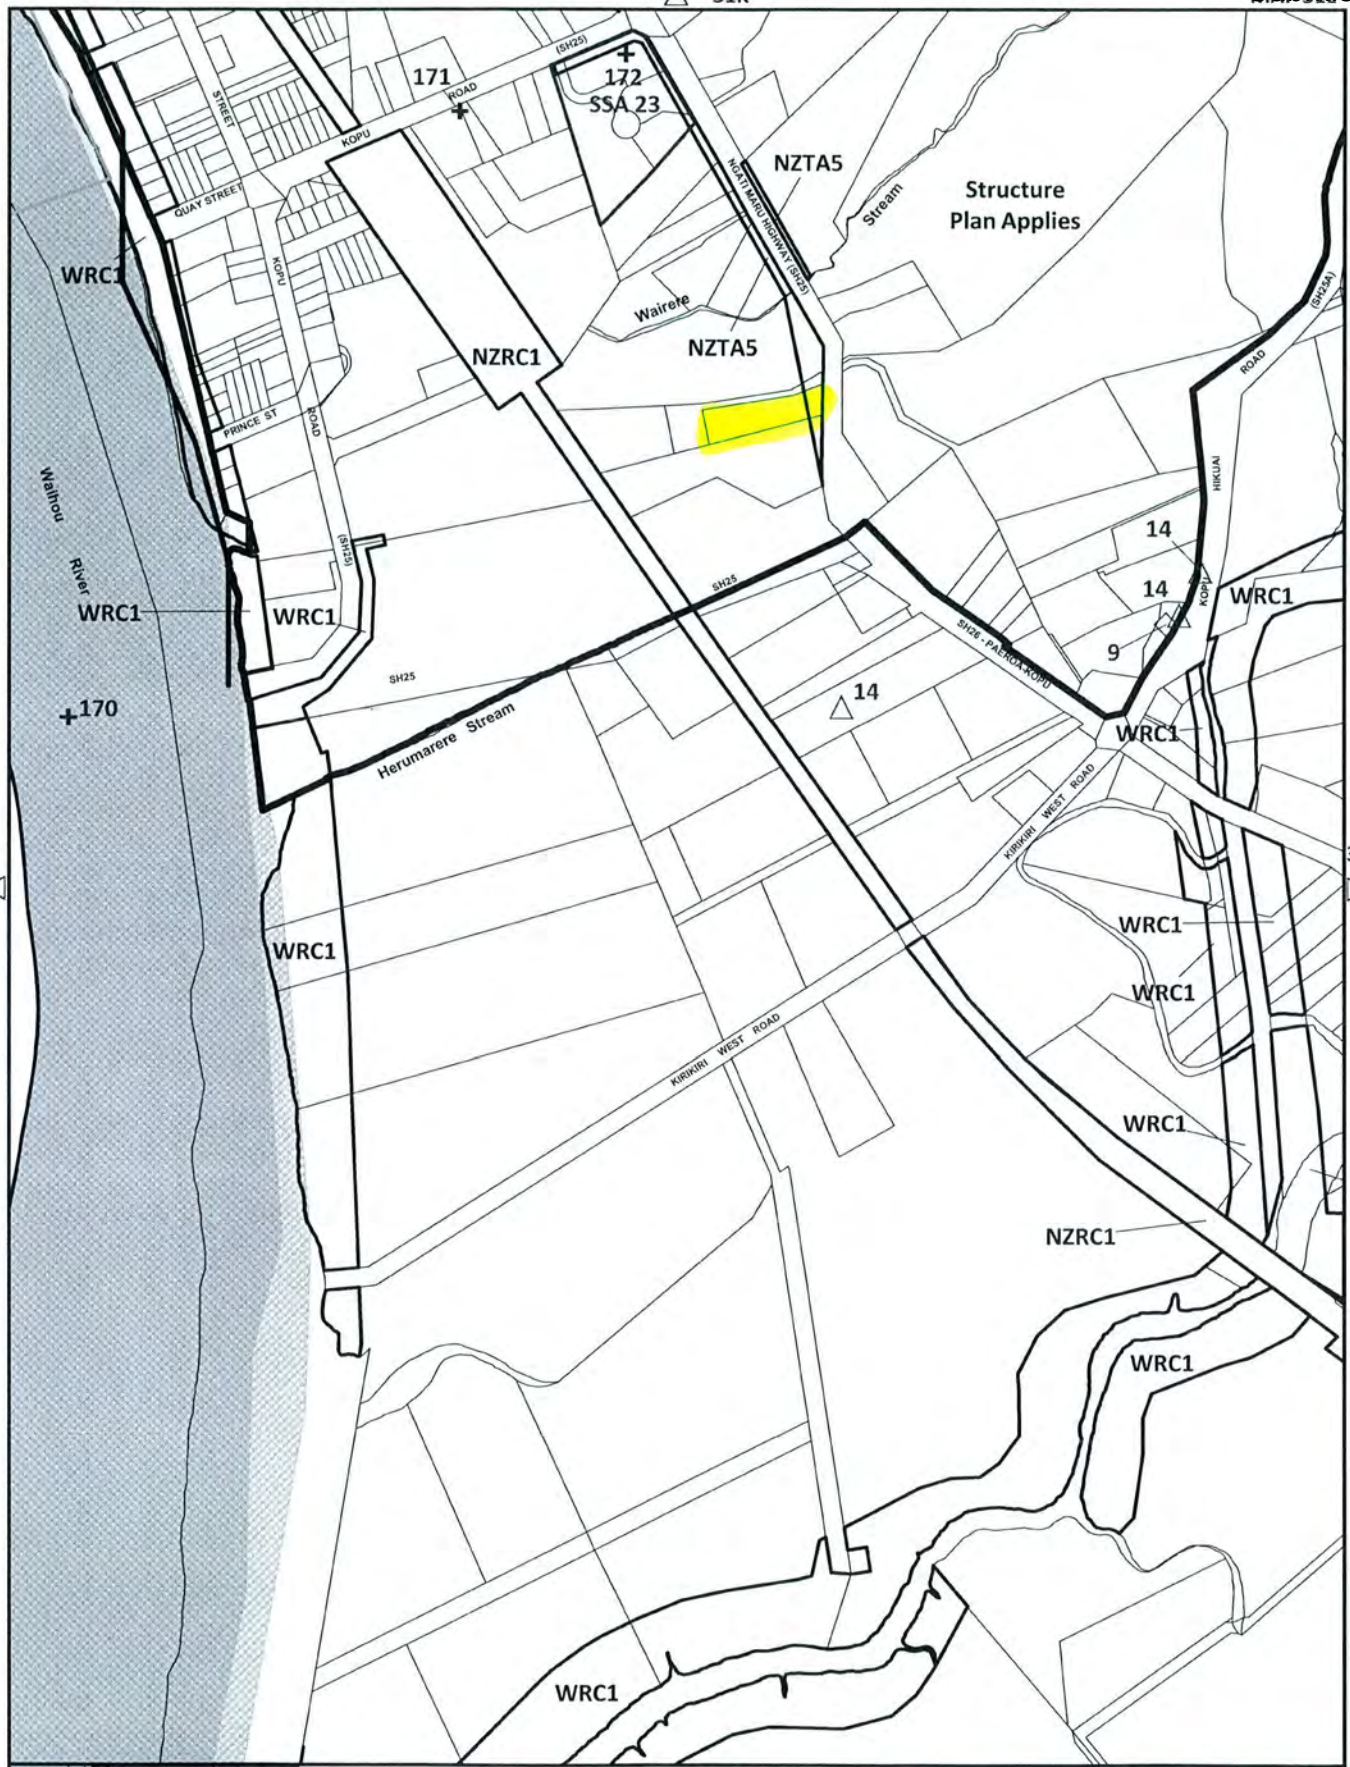 31K
(SH25)
171
ROAD
172
SSA 23
STREET
KOPU
NZTA5
NGATI MARU HIGHWAY (SH25)
Stream
Structure
Plan Applies
QUAY STREET
WRC1
KOPU
Wairere
(SH25A)
NZRC1
NZTA5
ROAD
PRINCE ST
ROAD
Waihou
River
HIKUAI
14
(SH25)
SH25
14
KOPU
WRC1
WRC1
WRC1
SH26 - PAEROA-KOPU
9
SH25
14
170
Herumarere Stream
WRC1
KIRIKIRI WEST ROAD
WRC1
WRC1
WRC1
KIRIKIRI WEST ROAD
WRC1
NZRC1
WRC1
WRC1